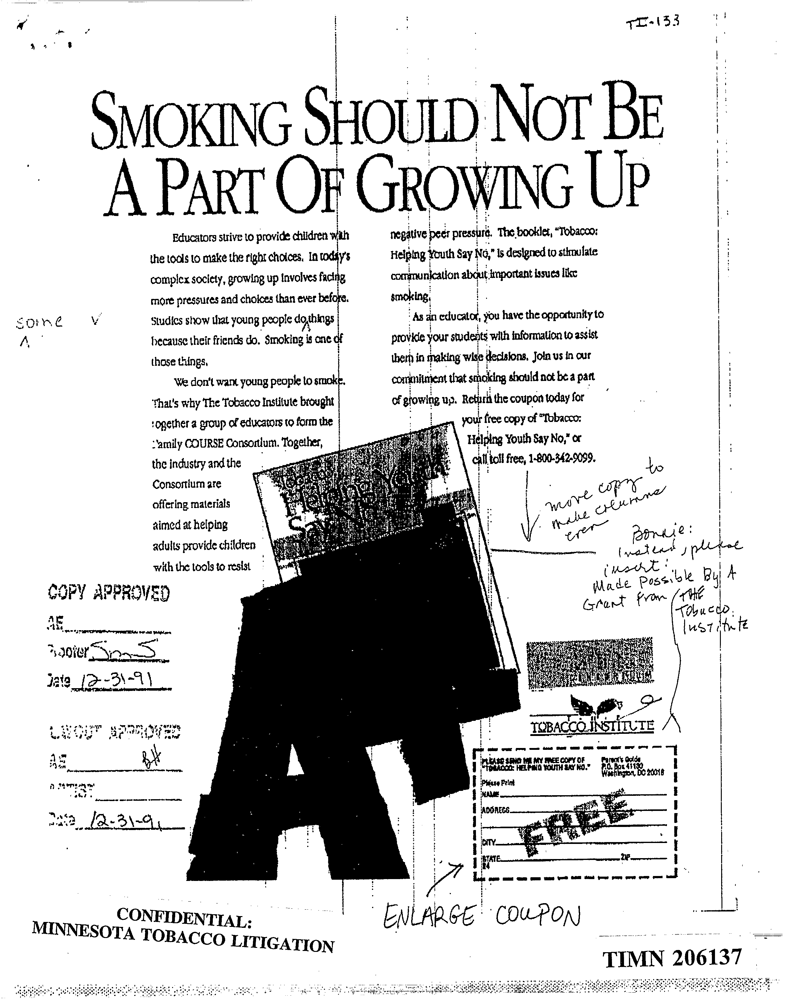 TI-133
SMOKING SHOULD NOT BE
A PART OF GROWING UP
Educators strive to provide children with
the tools to make the right choices. In today's
complex society, growing up involves facing
more pressures and choices than ever before.
Studies show that young people do things
because their friends do. Smoking is one of
those things.
We don't want young people to smoke.
That's why The Tobacco Institute brought
together a group of educators to form the
Family COURSE Consortium. Together,
the industry and the
Consortium are
offering materials
aimed at helping
adults provide children
with the tools to resist
negative peer pressure. The booklet, "Tobacco:
Helping Youth Say No," is designed to stimulate
communication about important issues like
smoking.
As an educator, you have the opportunity to
provide your students with information to assist
them in making wise decisions. Join us in our
commitment that smoking should not be a part
of growing up. Return the coupon today for
your free copy of "Tobacco:
Helping Youth Say No," or
call toll free, 1-800-342-9099.
some
move copy to
make columns
even
Bonnie:
Instead, please
insert:
Made Possible By A
Grant from THE
Tobacco
Institute
Helping Youth
Say No
COPY APPROVED
AE
Proofer SmS
Date 12-31-91
LAYOUT APPROVED
AE BH
ARTIST
Date 12-31-91
TOBACCO INSTITUTE
PLEASE SEND ME MY FREE COPY OF
"TOBACCO: HELPING YOUTH SAY NO."
Parent's Guide
P.O. Box 41130
Washington, DC 20018
Please Print
NAME
ADDRESS
CITY
STATE ZIP
24
FREE
ENLARGE COUPON
CONFIDENTIAL:
MINNESOTA TOBACCO LITIGATION
TIMN 206137